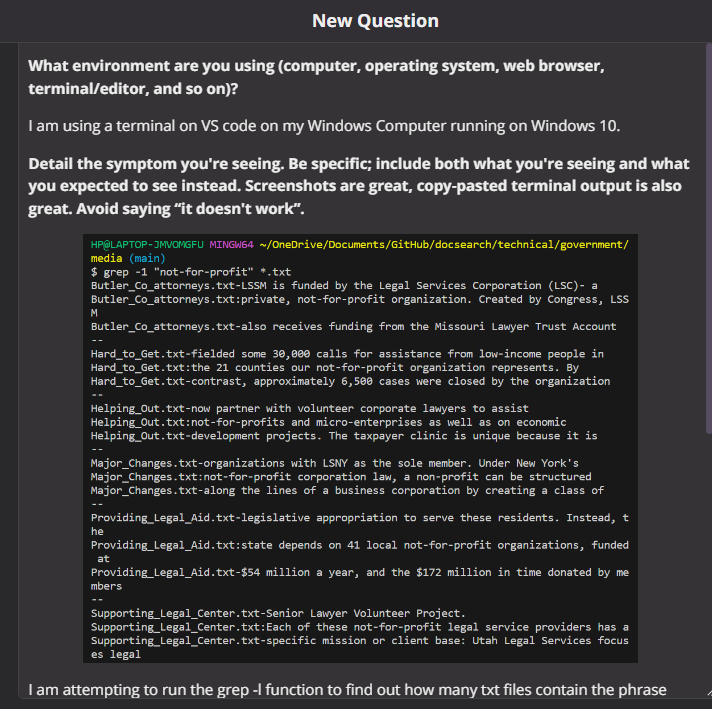 New Question
What environment are you using (computer, operating system, web browser,
terminal/editor, and so on)?
I am using a terminal on VS code on my Windows Computer running on Windows 10.
Detail the symptom you're seeing. Be specific; include both what you're seeing and what
you expected to see instead. Screenshots are great, copy-pasted terminal output is also
great. Avoid saying “it doesn't work”.
HP@LAPTOP-JMVOMGFU MINGW64 ~/OneDrive/Documents/GitHub/docsearch/technical/government/
media (main)
$ grep -1 "not-for-profit" *.txt
Butler_Co_attorneys.txt-LSSM is funded by the Legal Services Corporation (LSC)- a
Butler_Co_attorneys.txt:private, not-for-profit organization. Created by Congress, LSS
M
Butler_Co_attorneys.txt-also receives funding from the Missouri Lawyer Trust Account
--
Hard_to_Get.txt-fielded some 30,000 calls for assistance from low-income people in
Hard_to_Get.txt:the 21 counties our not-for-profit organization represents. By
Hard_to_Get.txt-contrast, approximately 6,500 cases were closed by the organization
--
Helping_Out.txt-now partner with volunteer corporate lawyers to assist
Helping_Out.txt:not-for-profits and micro-enterprises as well as on economic
Helping_Out.txt-development projects. The taxpayer clinic is unique because it is
--
Major_Changes.txt-organizations with LSNY as the sole member. Under New York's
Major_Changes.txt:not-for-profit corporation law, a non-profit can be structured
Major_Changes.txt-along the lines of a business corporation by creating a class of
--
Providing_Legal_Aid.txt-legislative appropriation to serve these residents. Instead, t
he
Providing_Legal_Aid.txt:state depends on 41 local not-for-profit organizations, funded
at
Providing_Legal_Aid.txt-$54 million a year, and the $172 million in time donated by me
mbers
--
Supporting_Legal_Center.txt-Senior Lawyer Volunteer Project.
Supporting_Legal_Center.txt:Each of these not-for-profit legal service providers has a
Supporting_Legal_Center.txt-specific mission or client base: Utah Legal Services focus
es legal
I am attempting to run the grep -l function to find out how many txt files contain the phrase